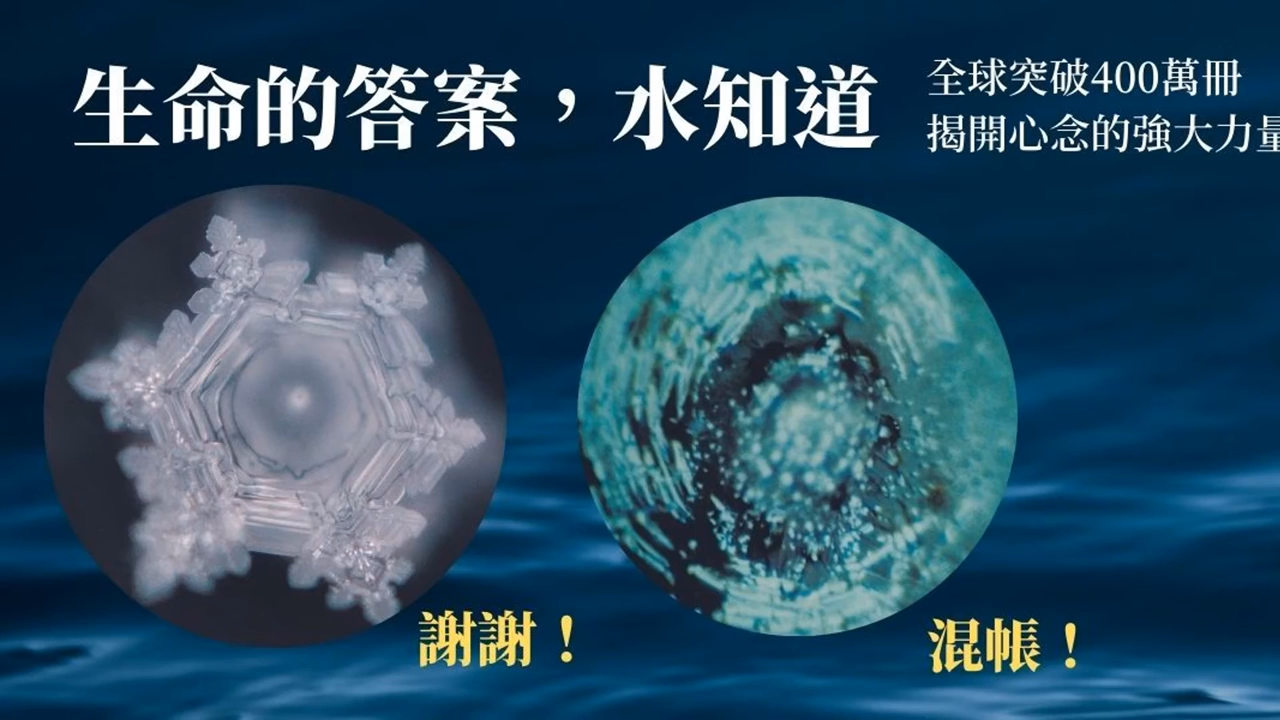 生命的答案，水知道
全球突破400萬冊
揭開心念的強大力量
謝謝！
混帳！